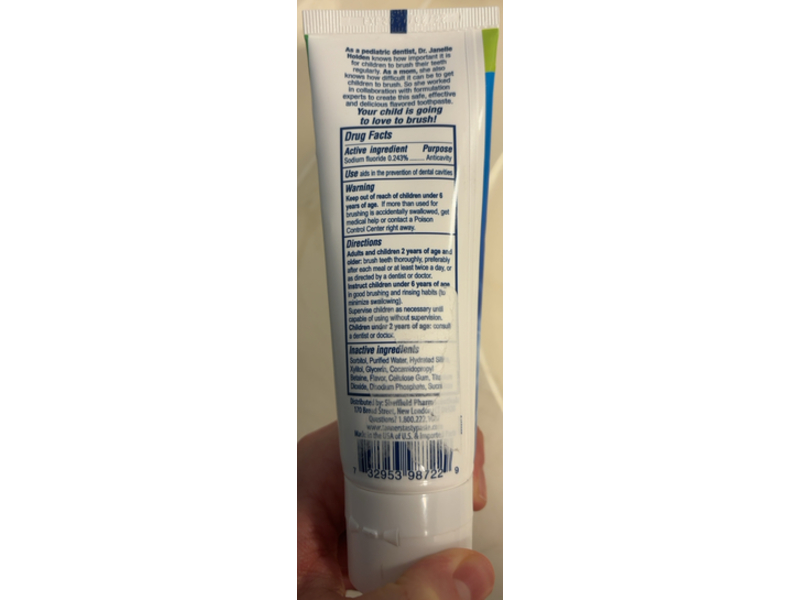 As a pediatric dentist, Dr. Janelle
Holden knows how important it is
for children to brush their teeth
regularly. As a mom, she also
knows how difficult it can be to get
children to brush. So she worked
in collaboration with formulation
experts to create this safe, effective
and delicious flavored toothpaste.
Your child is going
to love to brush!
Drug Facts
Active ingredient Purpose
Sodium fluoride 0.243% ...... Anticavity
Use aids in the prevention of dental cavities
Warning
Keep out of reach of children under 6
years of age. If more than used for
brushing is accidentally swallowed, get
medical help or contact a Poison
Control Center right away.
Directions
Adults and children 2 years of age and
older: brush teeth thoroughly, preferably
after each meal or at least twice a day, or
as directed by a dentist or doctor.
Instruct children under 6 years of age
in good brushing and rinsing habits (to
minimize swallowing).
Supervise children as necessary until
capable of using without supervision.
Children under 2 years of age: consult
a dentist or doctor.
Inactive ingredients
Sorbitol, Purified Water, Hydrated
Xylitol, Glycerin, Cocamidopropyl
Betaine, Flavor, Cellulose Gum,
Dioxide, Disodium Phosphate,
Distributed by: Sheffield
170 Broad Street, New London
Questions? 1.800.
Made in the USA of U.S. &
7 32953 98722 9